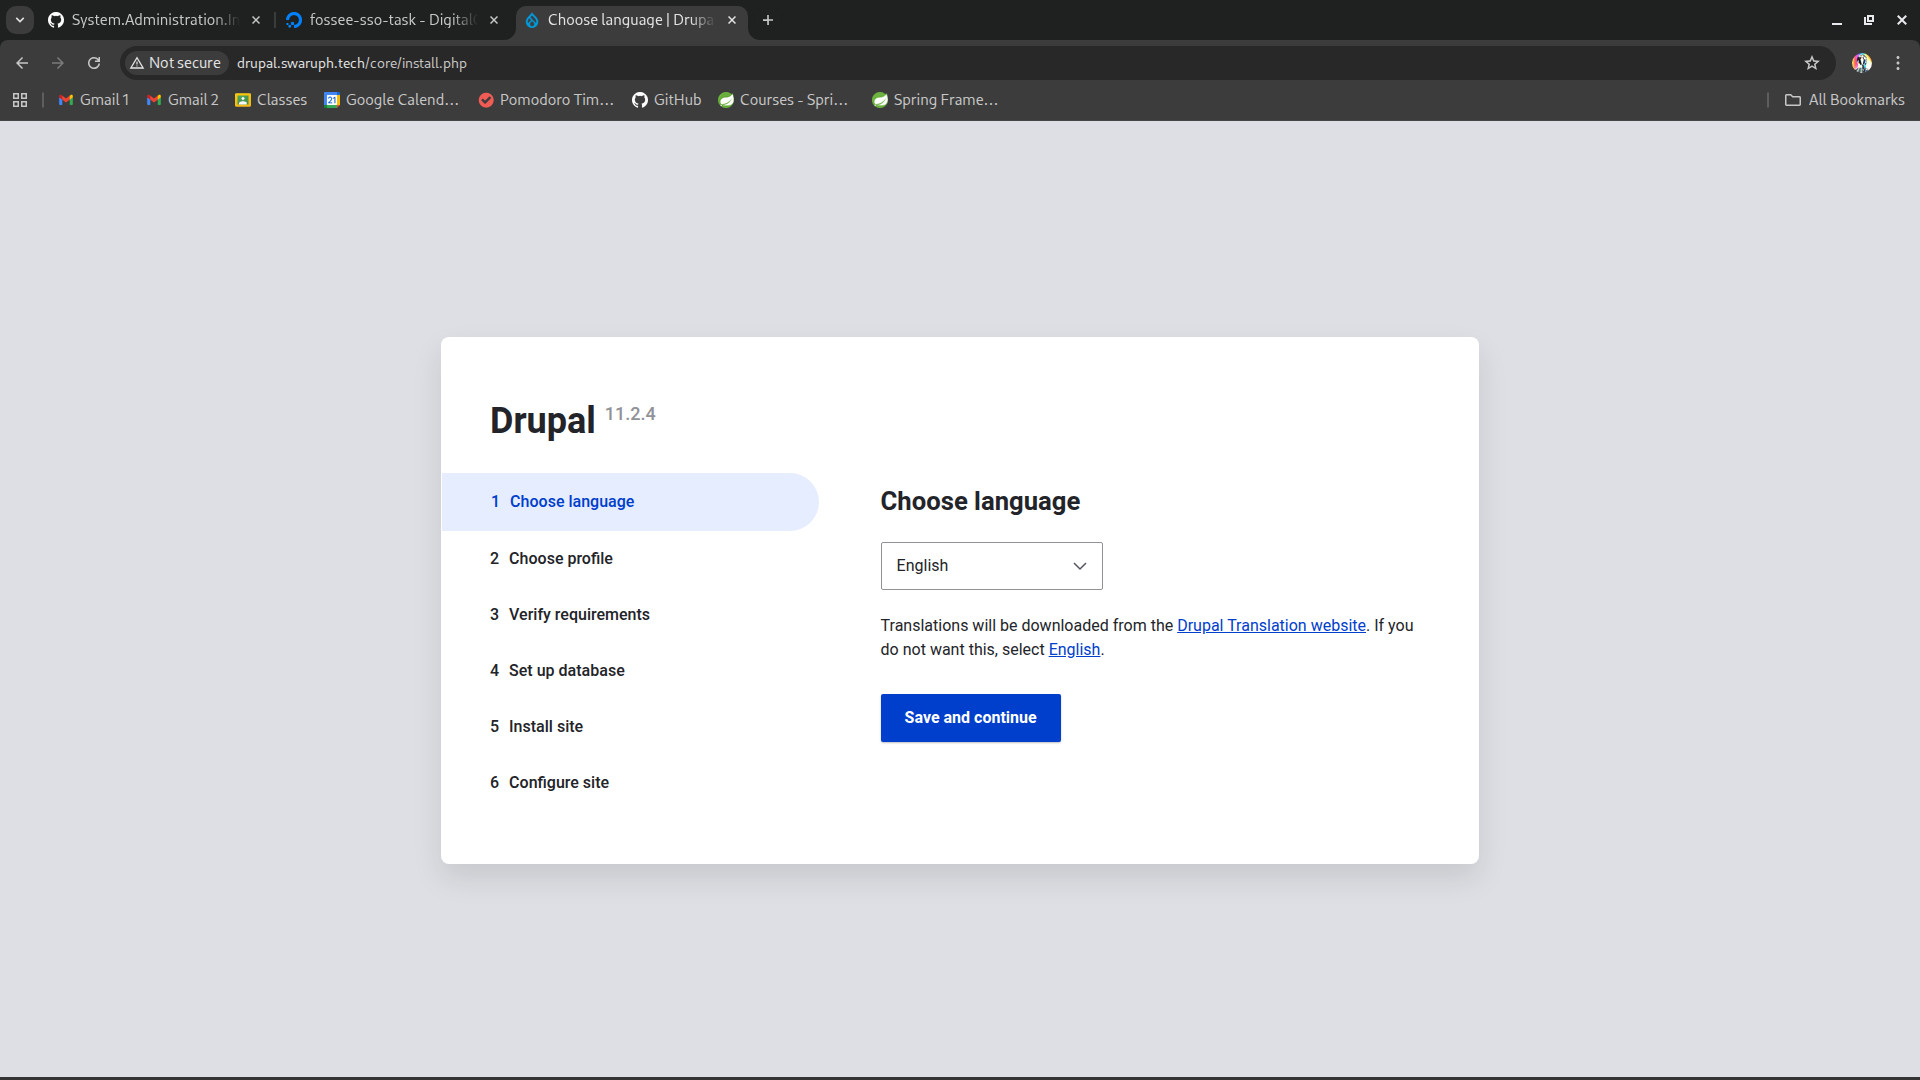 System.Administration.In
fossee-sso-task - Digital
Choose language | Drupa
Not secure
drupal.swaruph.tech/core/install.php
Gmail 1
Gmail 2
Classes
Google Calend...
Pomodoro Tim...
GitHub
Courses - Spri...
Spring Frame...
All Bookmarks
Drupal 11.2.4
1 Choose language
2 Choose profile
3 Verify requirements
4 Set up database
5 Install site
6 Configure site
Choose language
English
Translations will be downloaded from the Drupal Translation website. If you
do not want this, select English.
Save and continue